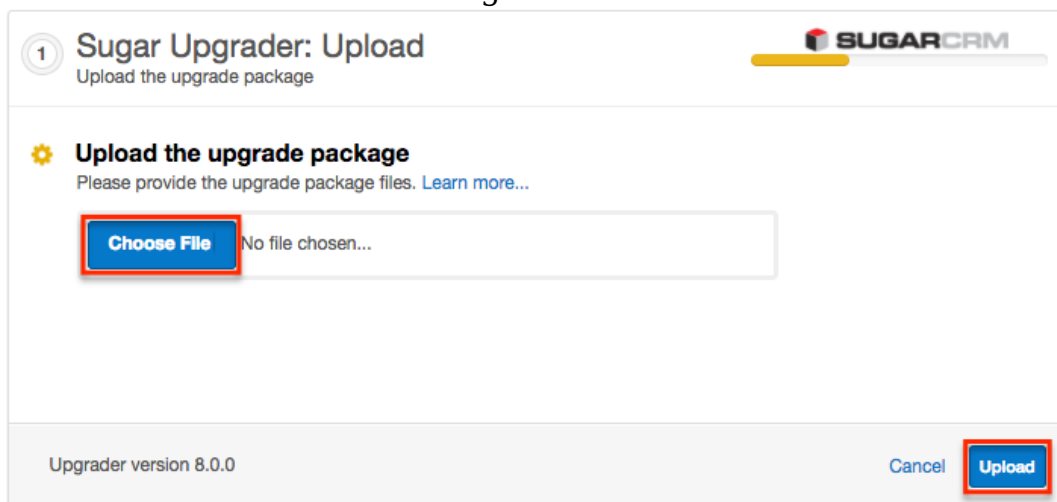 1 Sugar Upgrader: Upload
SUGARCRM
Upload the upgrade package
Upload the upgrade package
Please provide the upgrade package files. Learn more...
Choose File No file chosen...
Upgrader version 8.0.0
Cancel Upload